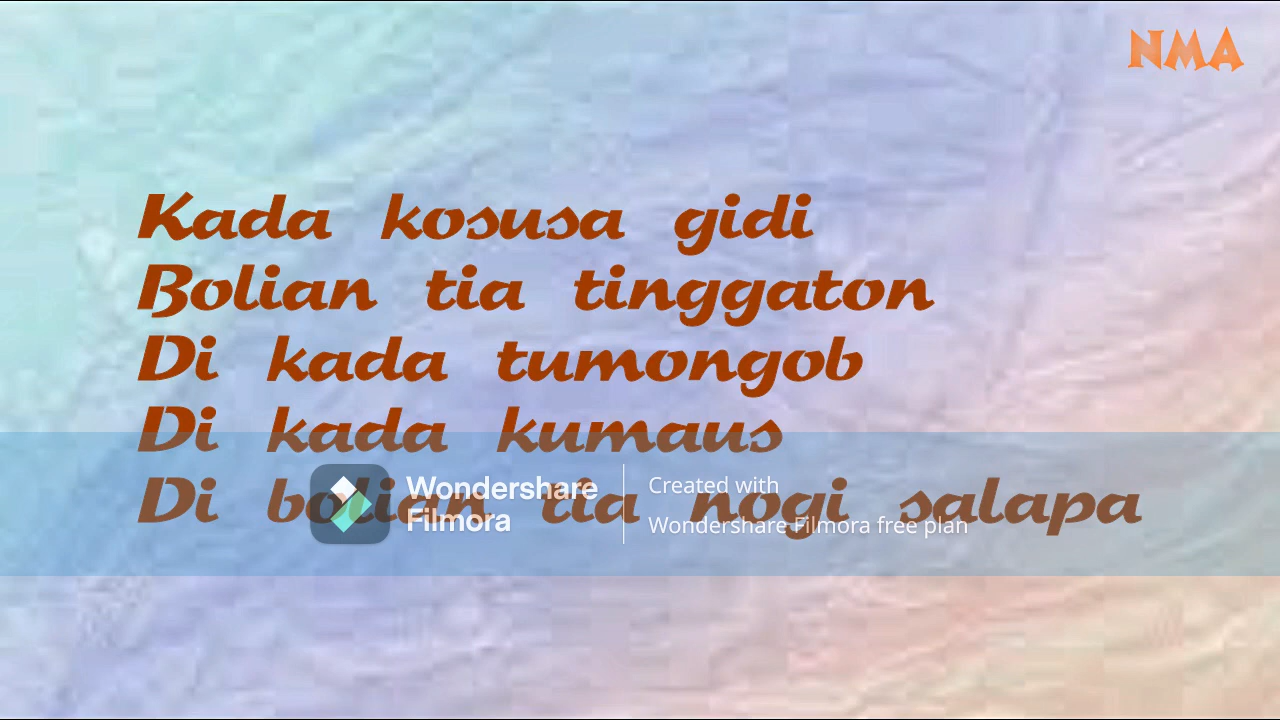 NMA
Kada kosusa gidi
Bolian tia tinggaton
Di kada tumongob
Di kada kumaus
Di bolian tia nogi salapa
Wondershare
Filmora
Created with
Wondershare Filmora free plan